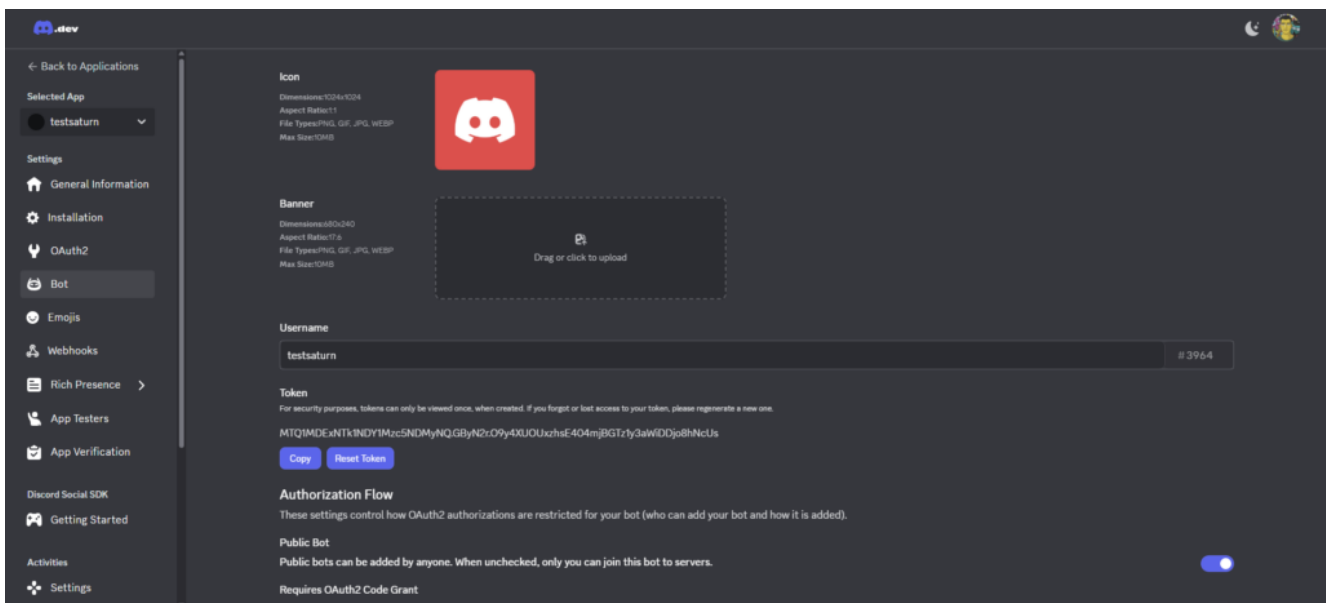 .dev
← Back to Applications
Selected App
testsaturn
Settings
General Information
Installation
OAuth2
Bot
Emojis
Webhooks
Rich Presence
App Testers
App Verification
Discord Social SDK
Getting Started
Activities
Settings
Icon
Dimensions:1024x1024
Aspect Ratio:1:1
File Types:PNG, GIF, JPG, WEBP
Max Size:10MB
Banner
Dimensions:680x240
Aspect Ratio:17:6
File Types:PNG, GIF, JPG, WEBP
Max Size:10MB
Drag or click to upload
Username
testsaturn
#3964
Token
For security purposes, tokens can only be viewed once, when created. If you forgot or lost access to your token, please regenerate a new one.
Copy
Reset Token
Authorization Flow
These settings control how OAuth2 authorizations are restricted for your bot (who can add your bot and how it is added).
Public Bot
Public bots can be added by anyone. When unchecked, only you can join this bot to servers.
Requires OAuth2 Code Grant